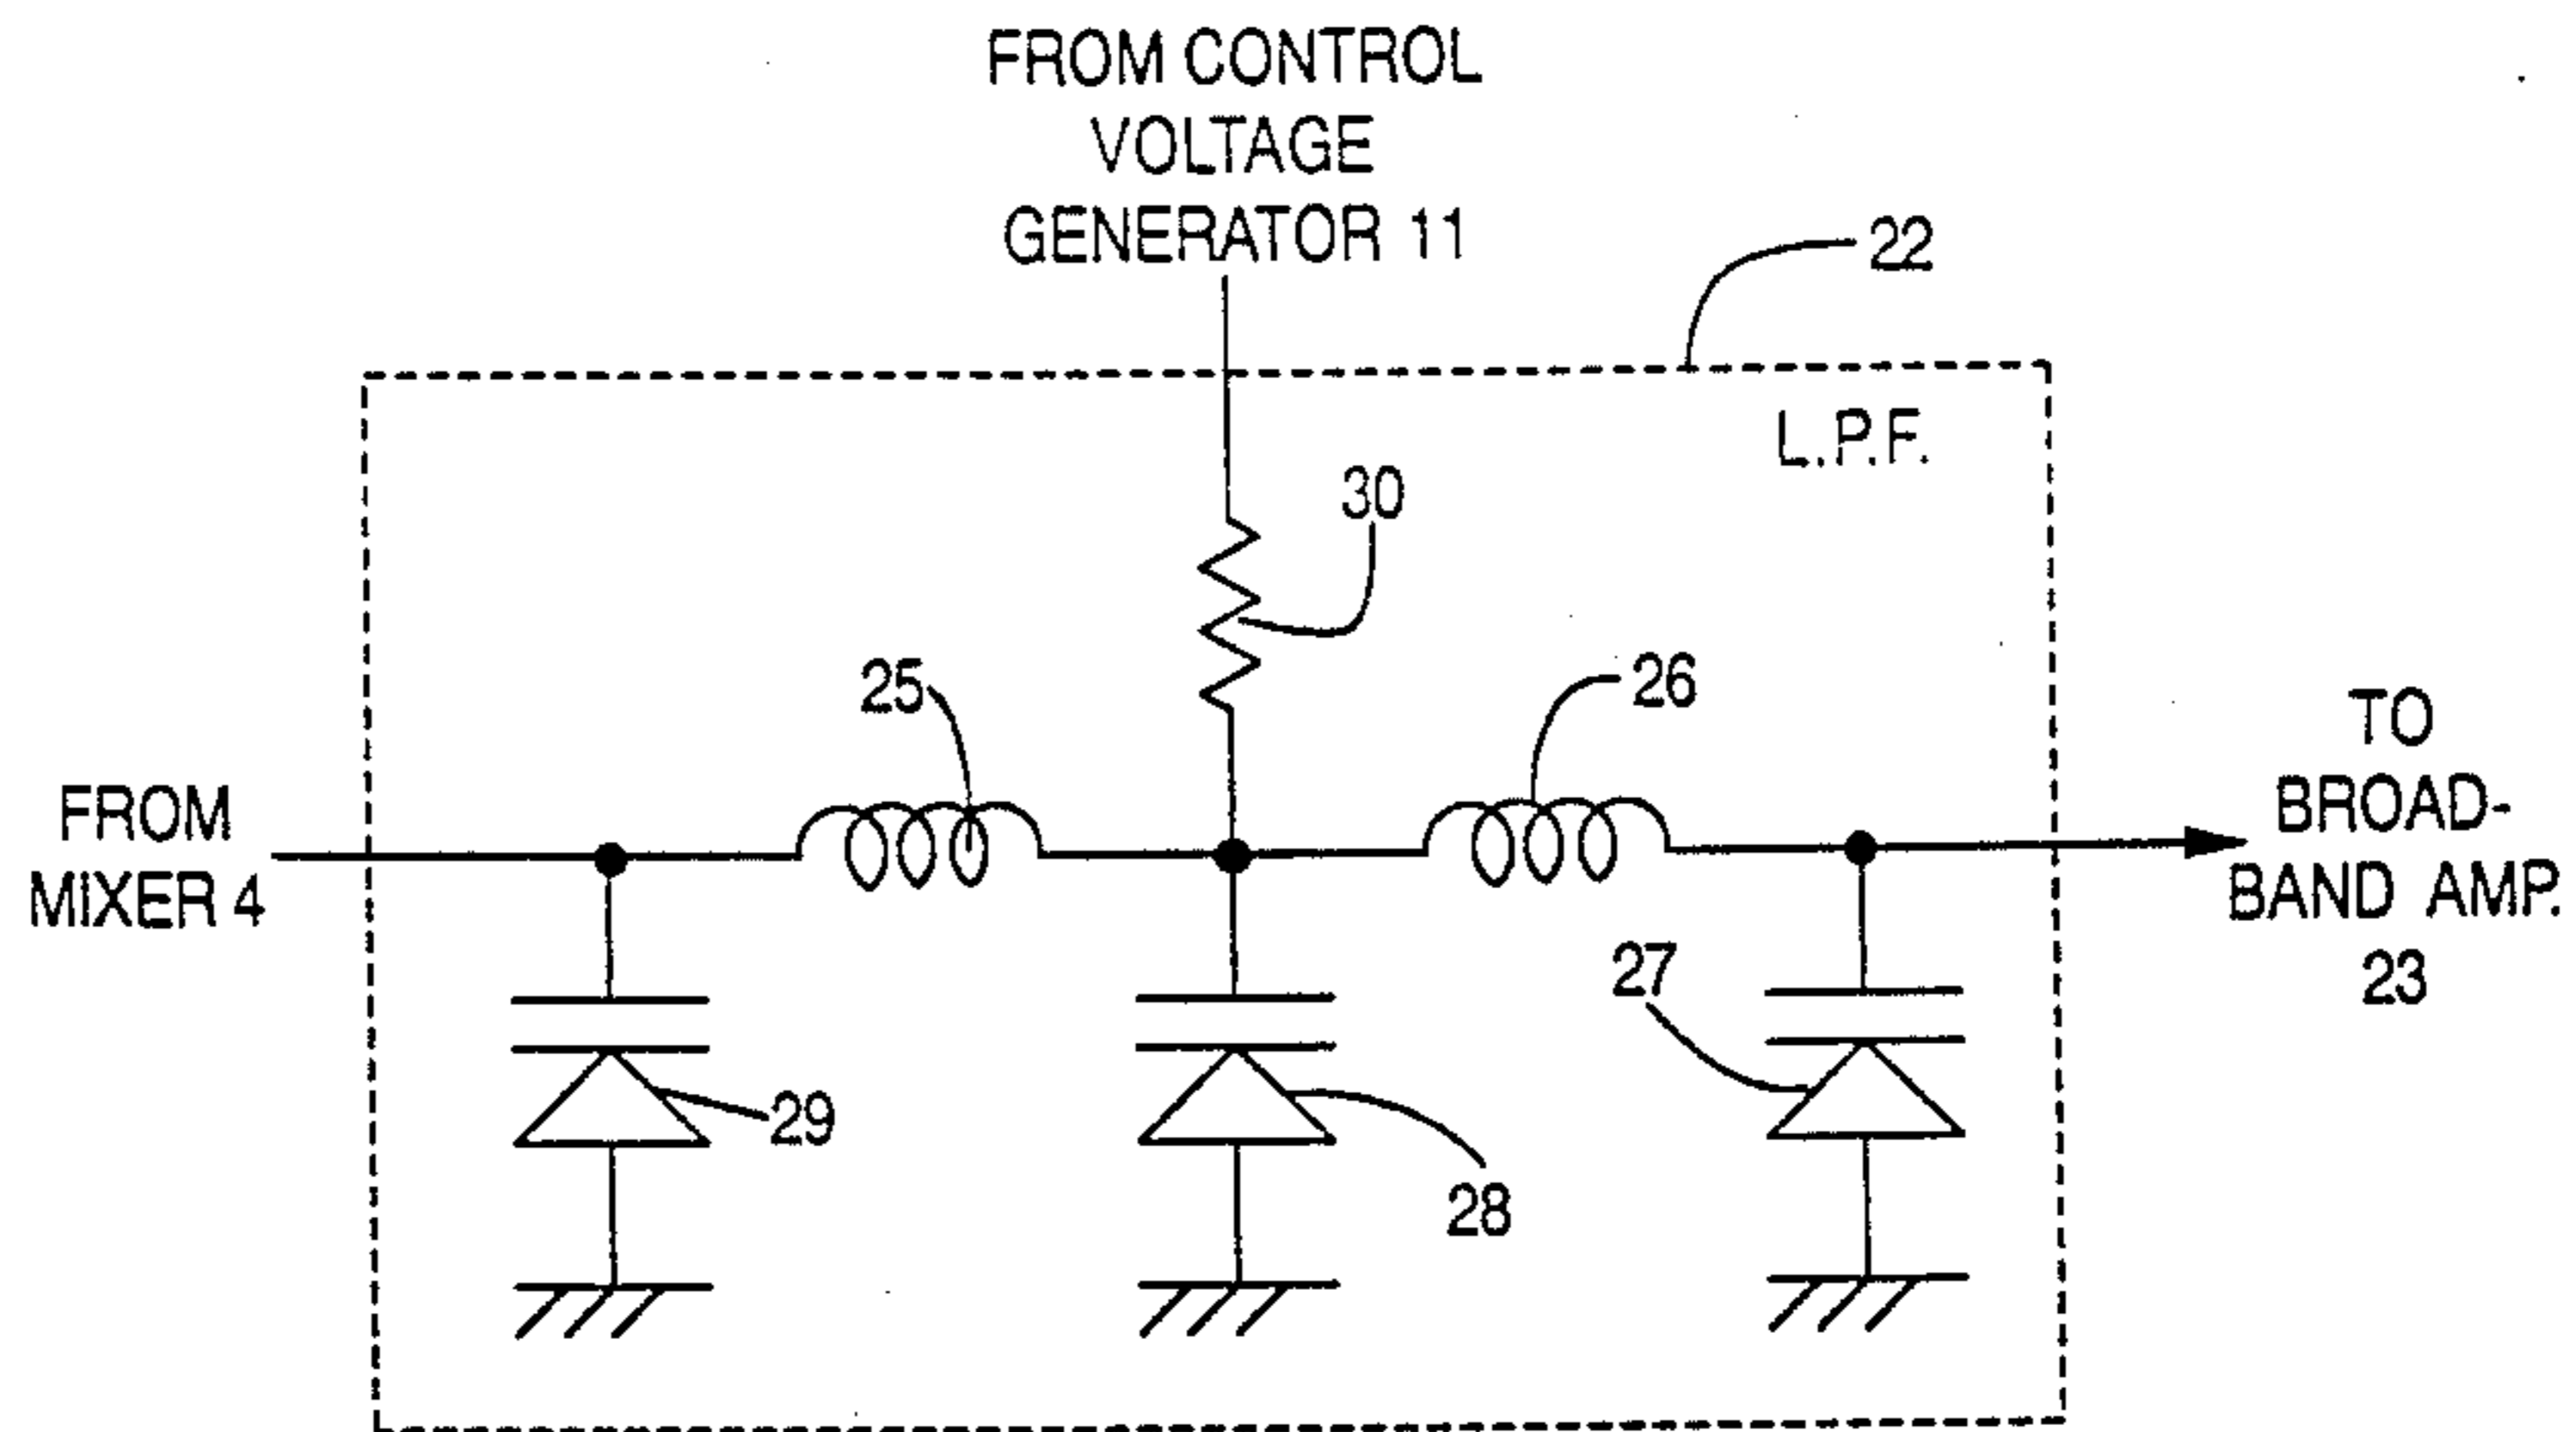 FROM CONTROL
VOLTAGE
GENERATOR 11
22
L.P.F.
30
25
26
FROM
MIXER 4
TO
BROAD-
BAND AMP.
23
27
29
28